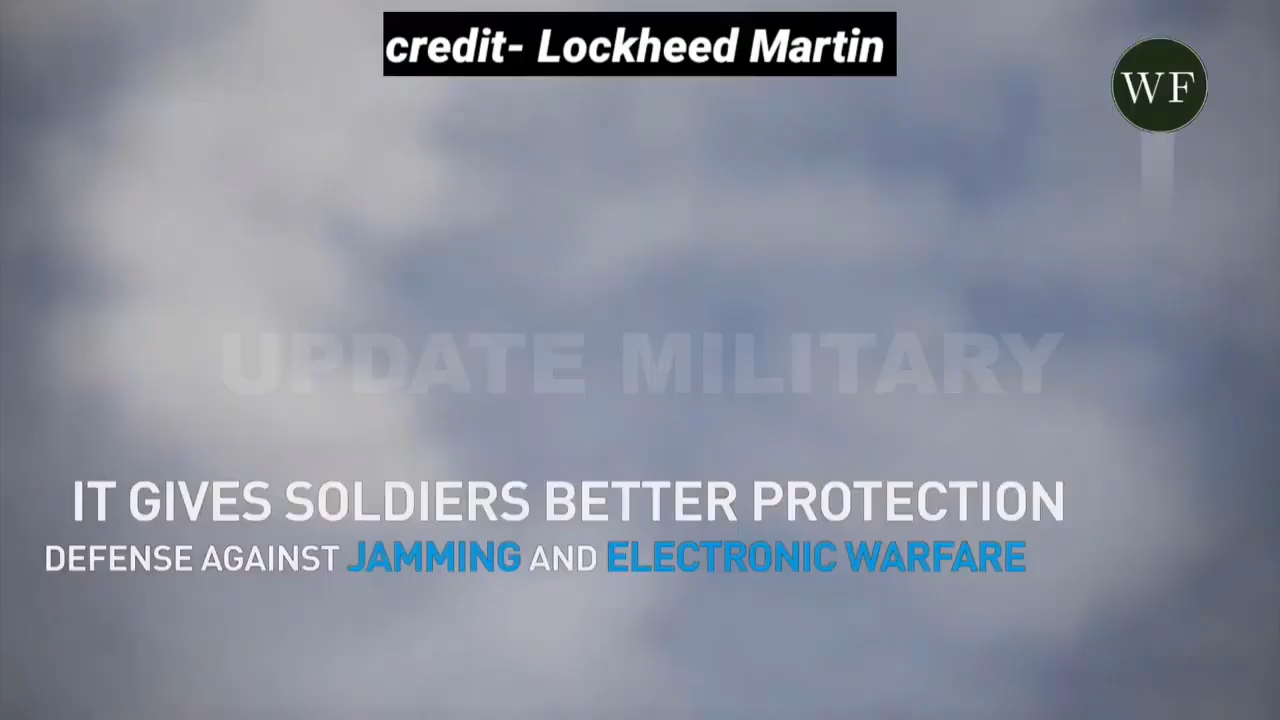 credit- Lockheed Martin
WF
UPDATE MILITARY
IT GIVES SOLDIERS BETTER PROTECTION
DEFENSE AGAINST JAMMING AND ELECTRONIC WARFARE